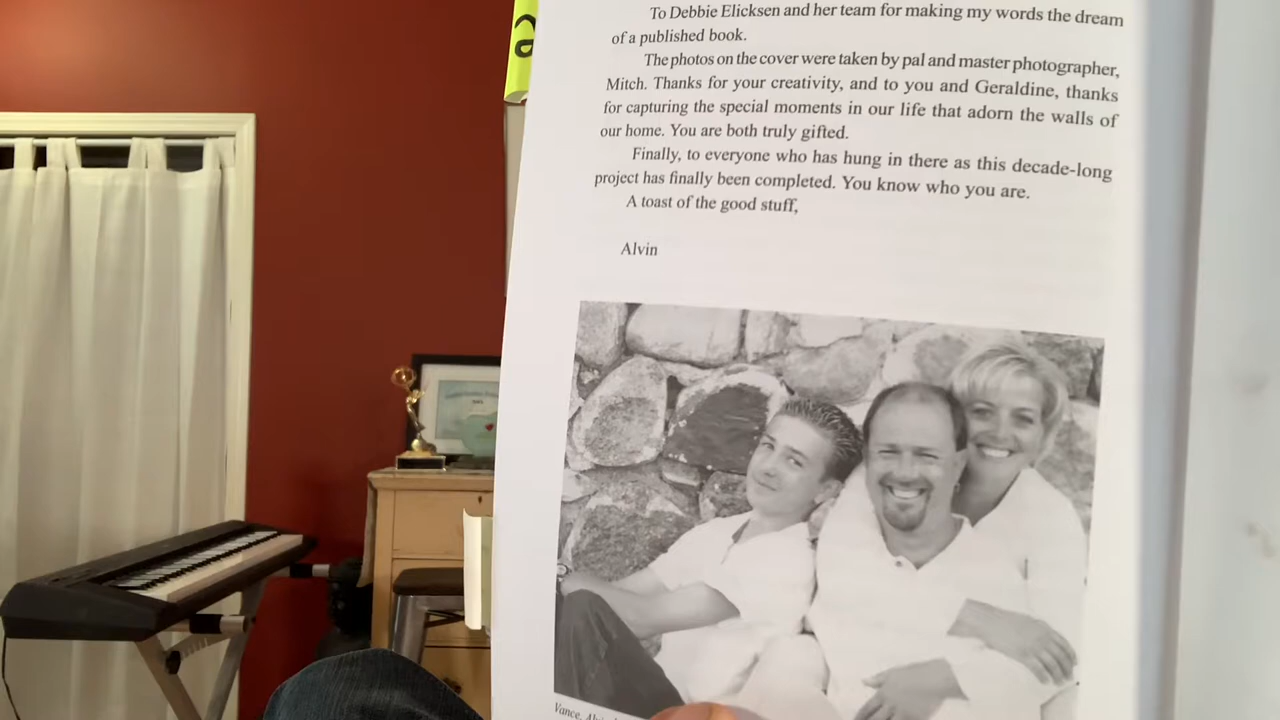 To Debbie Elicksen and her team for making my words the dream
of a published book.
The photos on the cover were taken by pal and master photographer,
Mitch. Thanks for your creativity, and to you and Geraldine, thanks
for capturing the special moments in our life that adorn the walls of
our home. You are both truly gifted.
Finally, to everyone who has hung in there as this decade-long
project has finally been completed. You know who you are.
A toast of the good stuff,
Alvin
Vance,